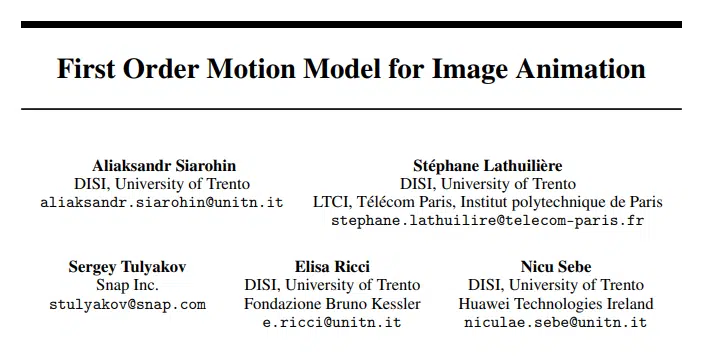 First Order Motion Model for Image Animation
Aliaksandr Siarohin
DISI, University of Trento
aliaksandr.siarohin@unitn.it
Stéphane Lathuilière
DISI, University of Trento
LTCI, Télécom Paris, Institut polytechnique de Paris
stephane.lathuilire@telecom-paris.fr
Sergey Tulyakov
Snap Inc.
stulyakov@snap.com
Elisa Ricci
DISI, University of Trento
Fondazione Bruno Kessler
e.ricci@unitn.it
Nicu Sebe
DISI, University of Trento
Huawei Technologies Ireland
niculae.sebe@unitn.it